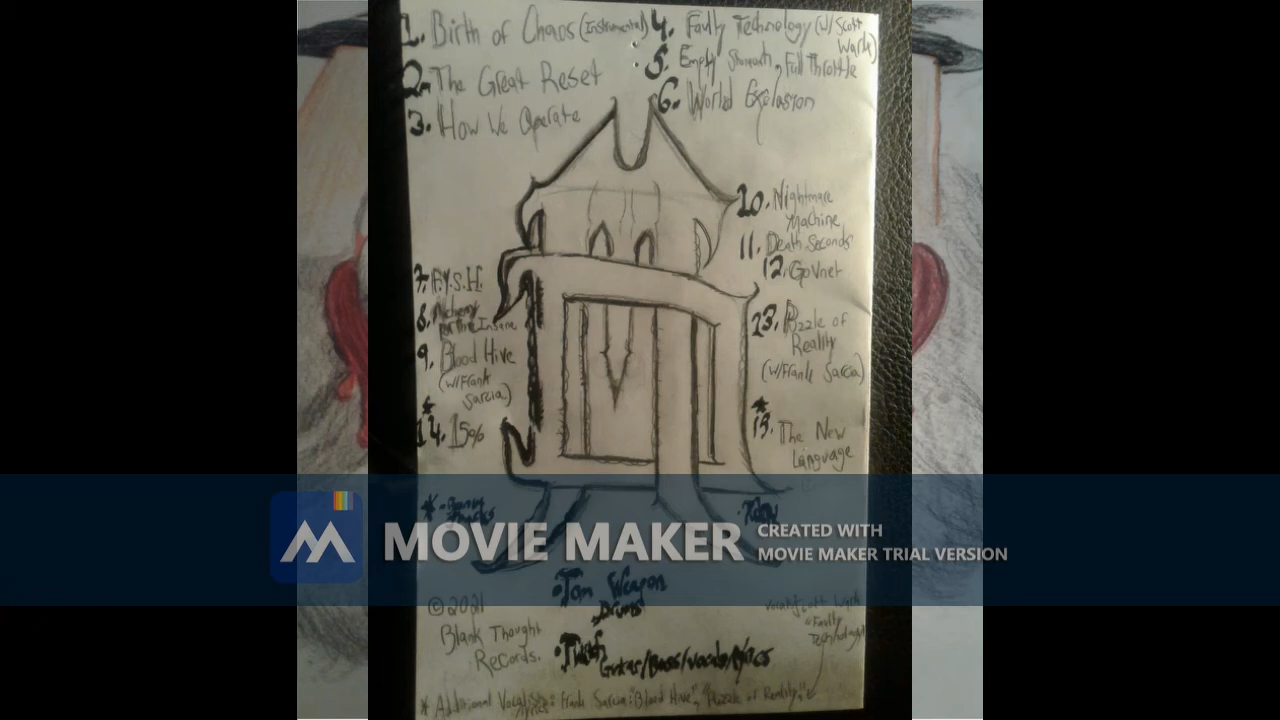 1. Birth of Chaos (Instrumental)
2. The Great Reset
3. How We Operate
4. Faulty Technology (w/ Scott
Wark)
5. Empty Stomach, Full Throttle
6. World Explosion
7. F.Y.S.H.
8. Alchemy
For The Insane
9. Blood Hive
(w/Frank
Sarcia)
10. Nightmare
Machine
11. Death Seconds
12. GovNet
13. Puzzle of
Reality
(w/Frank Sarcia)
*
14. 15%
*
15. The New
Language
*
MOVIE MAKER
CREATED WITH
MOVIE MAKER TRIAL VERSION
• Tom Weapon
Drums
•
Guitars/Bass/Vocals/Lyrics
©2021
Blank Thought
Records.
Scott Wark
"Faulty
Technology"
* Additional Vocals
Frank Sarcia: "Blood Hive", "Puzzle of Reality",